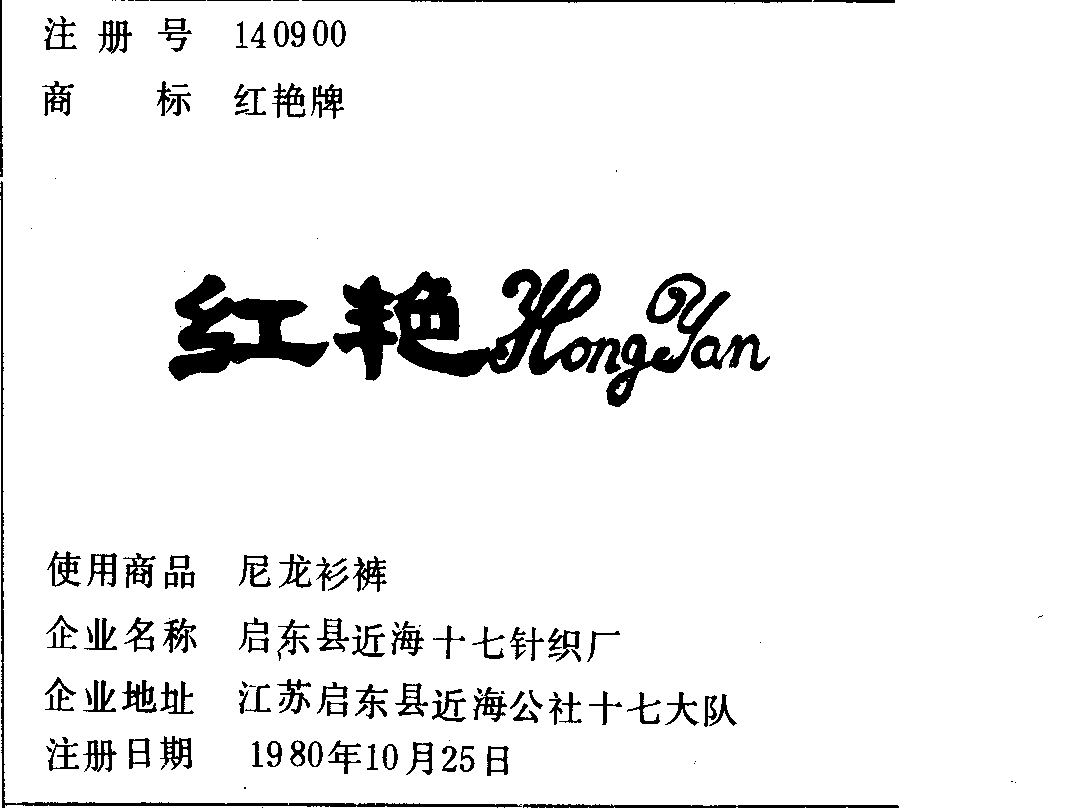 注册号 140900
商标 红艳牌
红艳 Hong Yan
使用商品 尼龙衫裤
企业名称 启东县近海十七针织厂
企业地址 江苏启东县近海公社十七大队
注册日期 1980年10月25日